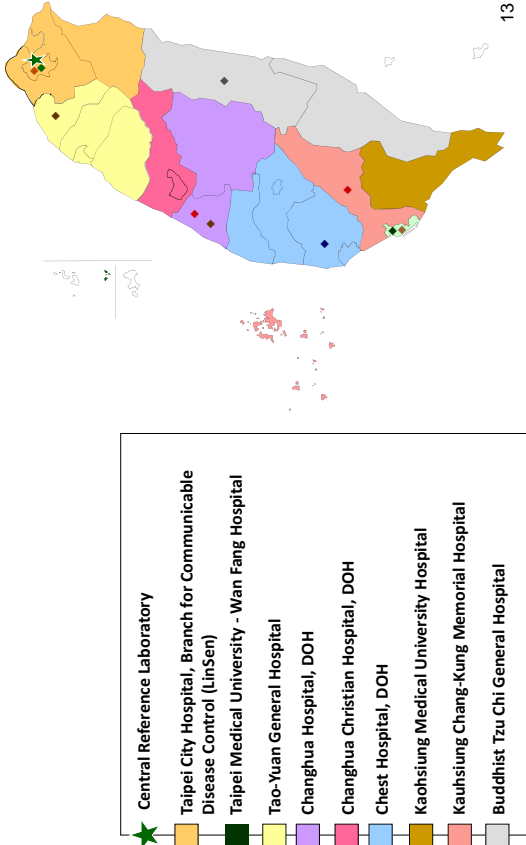 Central Reference Laboratory
Taipei City Hospital, Branch for Communicable
Disease Control (LinSen)
Taipei Medical University - Wan Fang Hospital
Tao-Yuan General Hospital
Changhua Hospital, DOH
Changhua Christian Hospital, DOH
Chest Hospital, DOH
Kaohsiung Medical University Hospital
Kauhsiung Chang-Kung Memorial Hospital
Buddhist Tzu Chi General Hospital
13